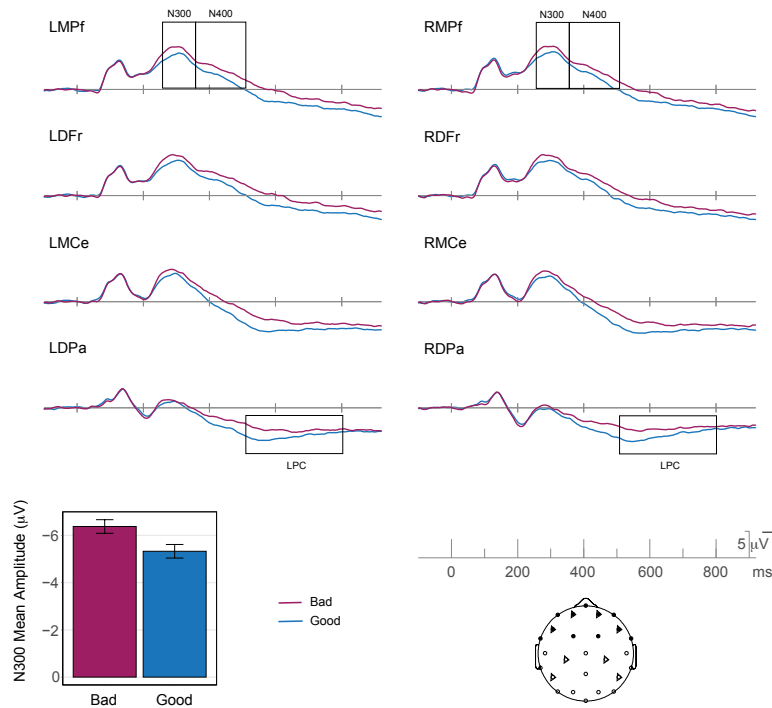 LMPf
N300
N400
RMPf
N300
N400
LDFr
RDFr
LMCe
RMCe
LDPa
RDPa
LPC
LPC
N300 Mean Amplitude (μV)
−6
−4
−2
0
Bad
Good
Bad
Good
5 μV
0
200
400
600
800
ms